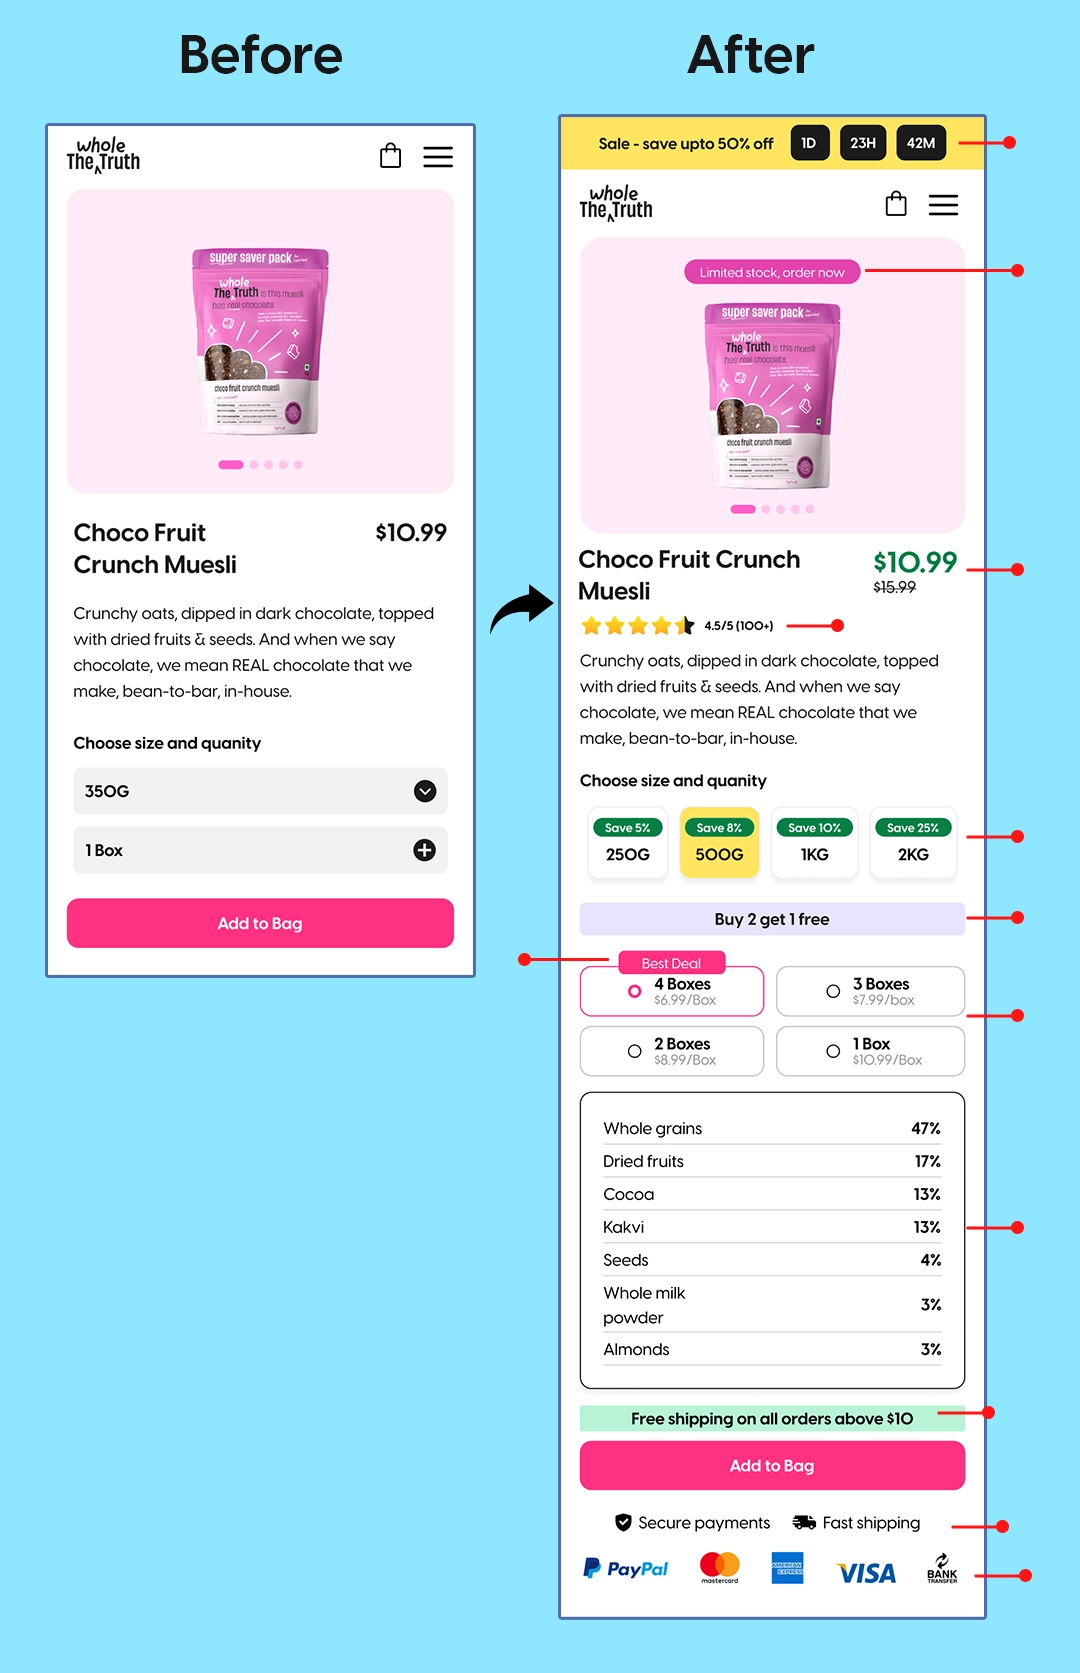 Before
After
whole
The Truth
super saver pack
whole
The Truth is this muesli
has real chocolate.
choco fruit crunch muesli
Choco Fruit
Crunch Muesli
$10.99
Crunchy oats, dipped in dark chocolate, topped
with dried fruits & seeds. And when we say
chocolate, we mean REAL chocolate that we
make, bean-to-bar, in-house.
Choose size and quanity
350G
1 Box
Add to Bag
Sale - save upto 50% off
1D
23H
42M
whole
The Truth
Limited stock, order now
super saver pack
whole
The Truth is this muesli
has real chocolate.
choco fruit crunch muesli
Choco Fruit Crunch
Muesli
$10.99
$15.99
4.5/5 (100+)
Crunchy oats, dipped in dark chocolate, topped
with dried fruits & seeds. And when we say
chocolate, we mean REAL chocolate that we
make, bean-to-bar, in-house.
Choose size and quanity
Save 5%
250G
Save 8%
500G
Save 10%
1KG
Save 25%
2KG
Buy 2 get 1 free
Best Deal
4 Boxes
$6.99/Box
3 Boxes
$7.99/box
2 Boxes
$8.99/Box
1 Box
$10.99/Box
Whole grains 47%
Dried fruits 17%
Cocoa 13%
Kakvi 13%
Seeds 4%
Whole milk
powder 3%
Almonds 3%
Free shipping on all orders above $10
Add to Bag
Secure payments
Fast shipping
PayPal
mastercard
AMERICAN
EXPRESS
VISA
BANK
TRANSFER